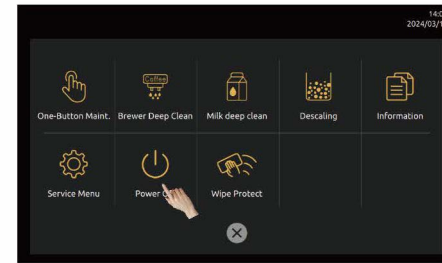 14:0
2024/03/1
Coffee
One-Button Maint.
Brewer Deep Clean
Milk deep clean
Descaling
Information
Service Menu
Power
Wipe Protect